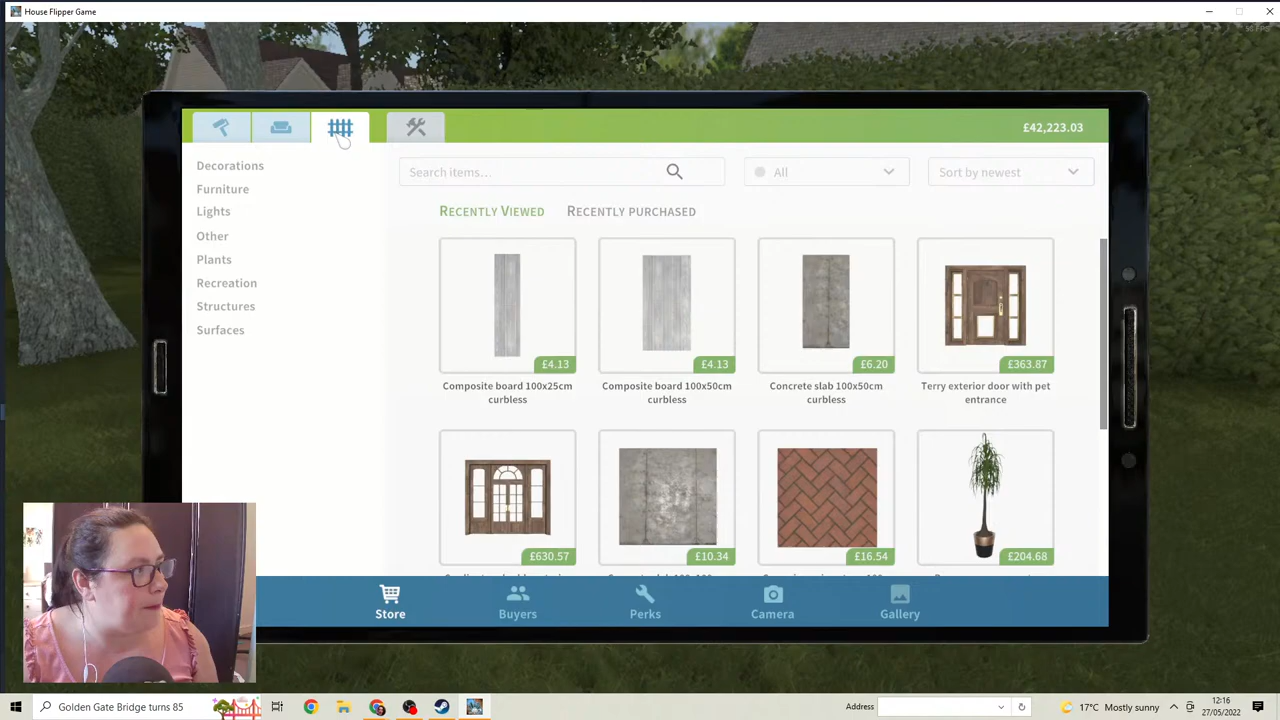 House Flipper Game
£42,223.03
Decorations
Furniture
Lights
Other
Plants
Recreation
Structures
Surfaces
Search items...
All
Sort by newest
RECENTLY VIEWED
RECENTLY PURCHASED
£4.13
£4.13
£6.20
£363.87
Composite board 100x25cm
curbless
Composite board 100x50cm
curbless
Concrete slab 100x50cm
curbless
Terry exterior door with pet
entrance
£630.57
£10.34
£16.54
£204.68
Store
Buyers
Perks
Camera
Gallery
Golden Gate Bridge turns 85
Address
17°C Mostly sunny
12:16
27/05/2022